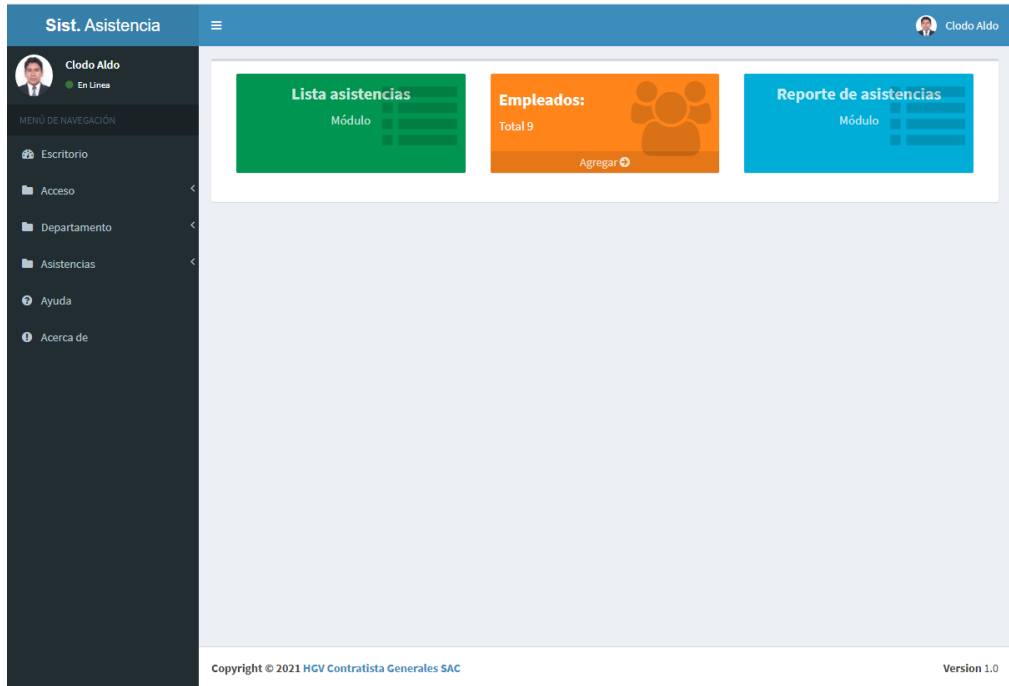 Sist. Asistencia
Clodo Aldo
Clodo Aldo
En Linea
MENÚ DE NAVEGACIÓN
Escritorio
Acceso
Departamento
Asistencias
Ayuda
Acerca de
Lista asistencias
Módulo
Empleados:
Total 9
Agregar
Reporte de asistencias
Módulo
Copyright © 2021 HGV Contratista Generales SAC
Version 1.0